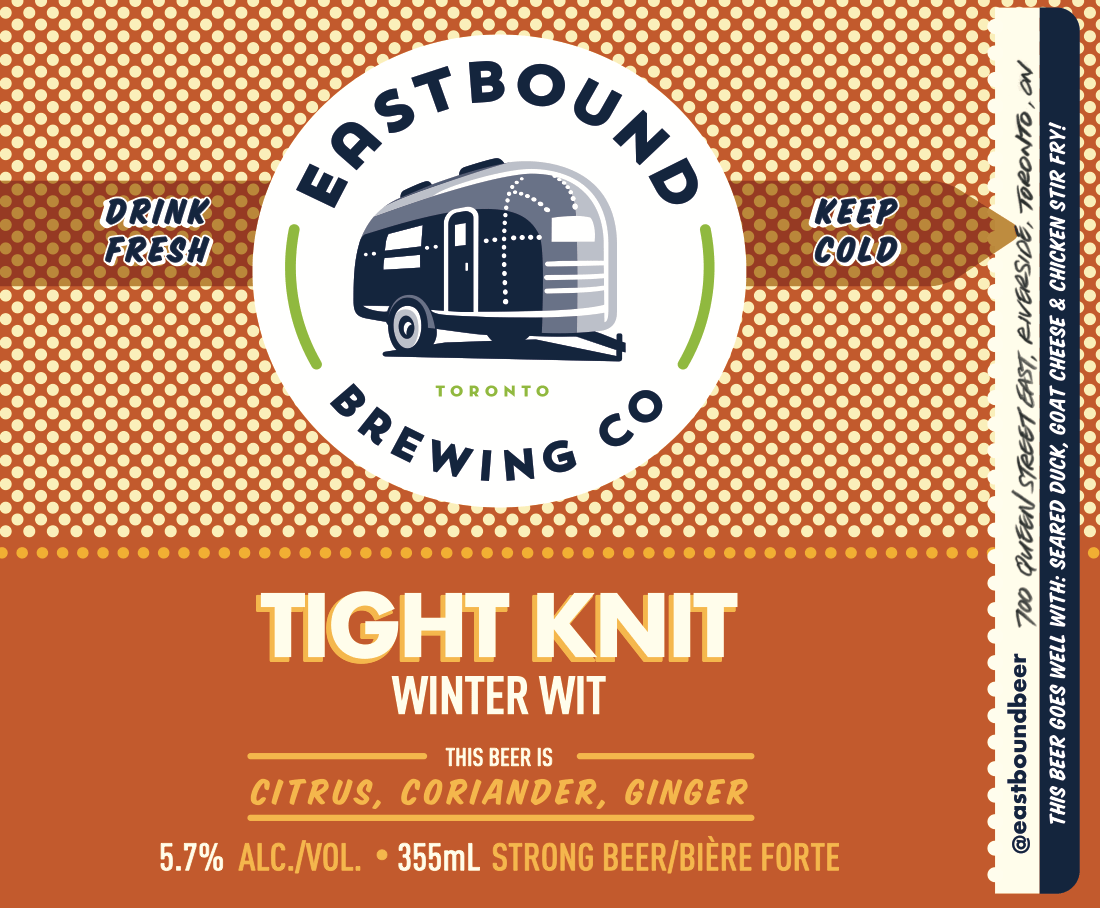 EASTBOUND
DRINK
FRESH
KEEP
COLD
TORONTO
BREWING CO
TIGHT KNIT
WINTER WIT
THIS BEER IS
CITRUS, CORIANDER, GINGER
5.7% ALC./VOL. • 355mL STRONG BEER/BIÈRE FORTE
@eastboundbeer 700 QUEEN STREET EAST, RIVERSIDE, TORONTO, ON
THIS BEER GOES WELL WITH: SEARED DUCK, GOAT CHEESE & CHICKEN STIR FRY!